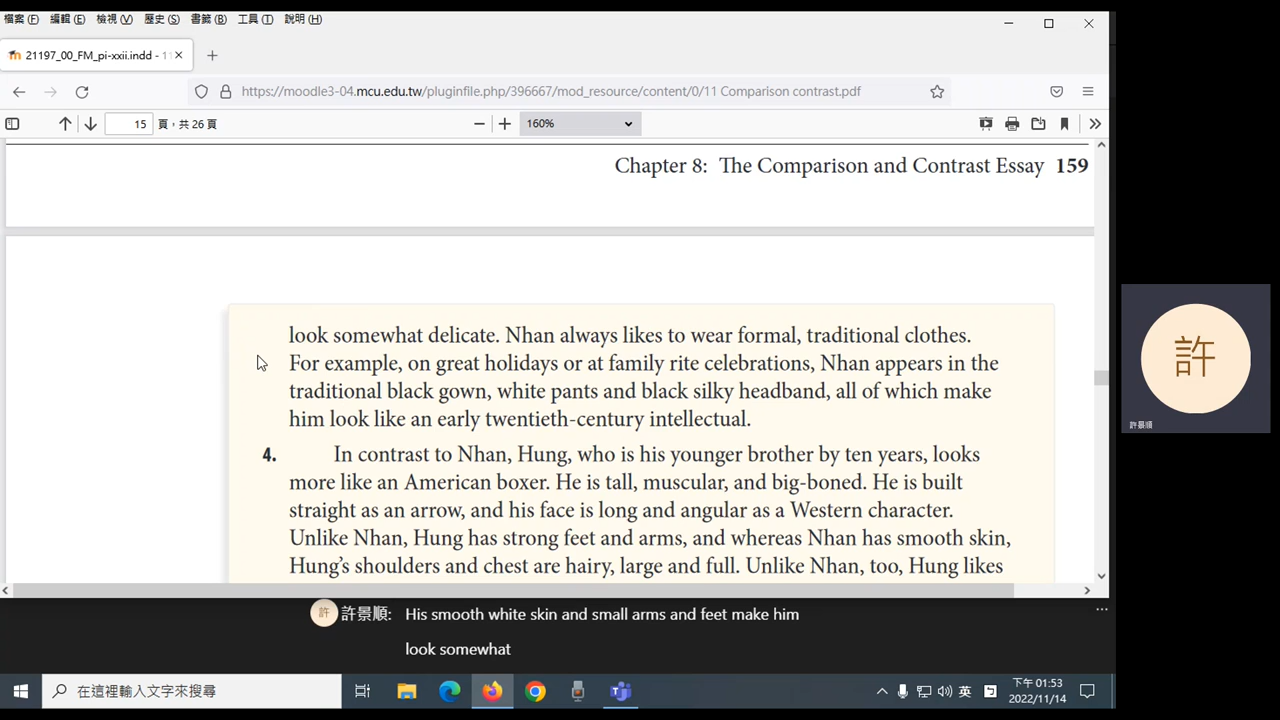 檔案(F) 編輯(E) 檢視(V) 歷史(S) 書籤(B) 工具(T) 說明(H)
21197_00_FM_pi-xxii.indd - 11
https://moodle3-04.mcu.edu.tw/pluginfile.php/396667/mod_resource/content/0/11 Comparison contrast.pdf
15 頁，共 26 頁 160%
Chapter 8: The Comparison and Contrast Essay 159
look somewhat delicate. Nhan always likes to wear formal, traditional clothes.
For example, on great holidays or at family rite celebrations, Nhan appears in the
traditional black gown, white pants and black silky headband, all of which make
him look like an early twentieth-century intellectual.
4. In contrast to Nhan, Hung, who is his younger brother by ten years, looks
more like an American boxer. He is tall, muscular, and big-boned. He is built
straight as an arrow, and his face is long and angular as a Western character.
Unlike Nhan, Hung has strong feet and arms, and whereas Nhan has smooth skin,
Hung's shoulders and chest are hairy, large and full. Unlike Nhan, too, Hung likes
許
許景順
許 許景順: His smooth white skin and small arms and feet make him
look somewhat
在這裡輸入文字來搜尋
英
下午 01:53
2022/11/14